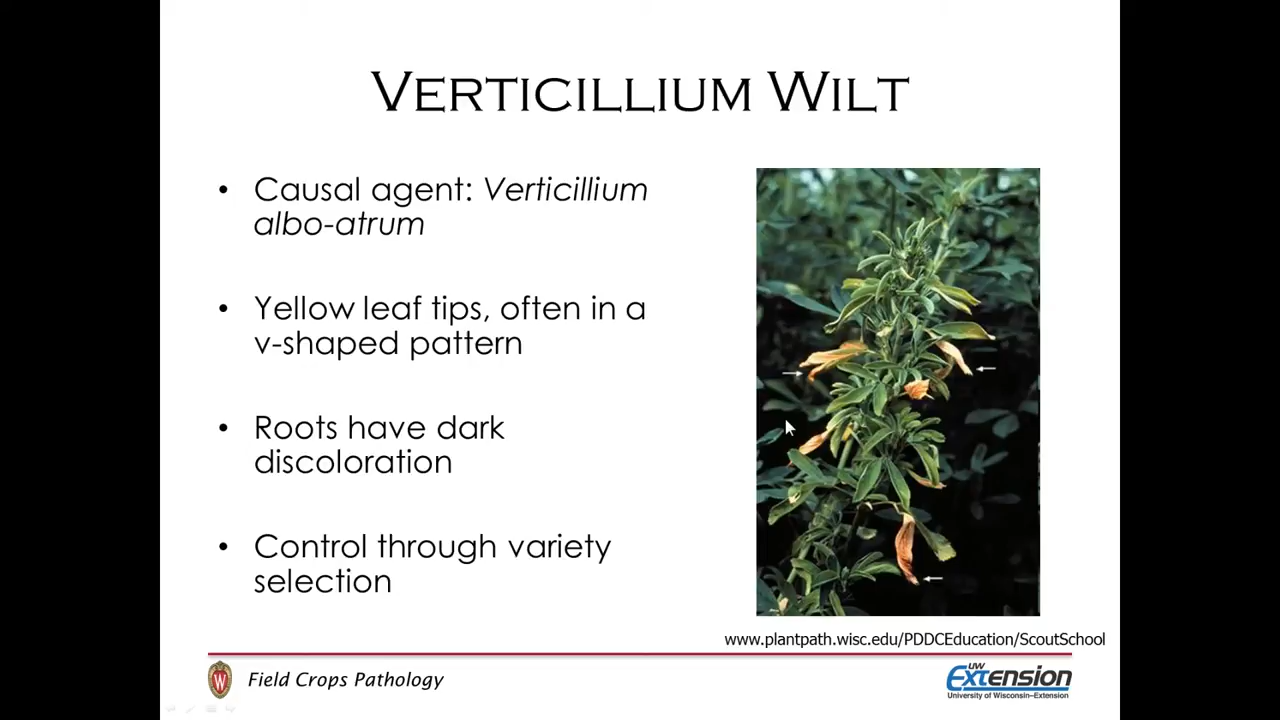 VERTICILLIUM WILT
• Causal agent: Verticillium
albo-atrum
• Yellow leaf tips, often in a
v-shaped pattern
• Roots have dark
discoloration
• Control through variety
selection
www.plantpath.wisc.edu/PDDCEducation/ScoutSchool
W
Field Crops Pathology
UW
Extension
University of Wisconsin–Extension